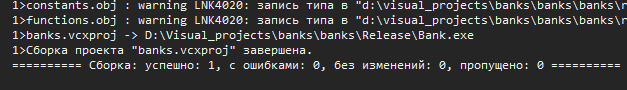 1>constants.obj : warning LNK4020: запись типа в "d:\visual_projects\banks\banks\banks\r
1>functions.obj : warning LNK4020: запись типа в "d:\visual_projects\banks\banks\banks\r
1>banks.vcxproj -> D:\Visual_projects\banks\banks\Release\Bank.exe
1>Сборка проекта "banks.vcxproj" завершена.
========== Сборка: успешно: 1, с ошибками: 0, без изменений: 0, пропущено: 0 ==========